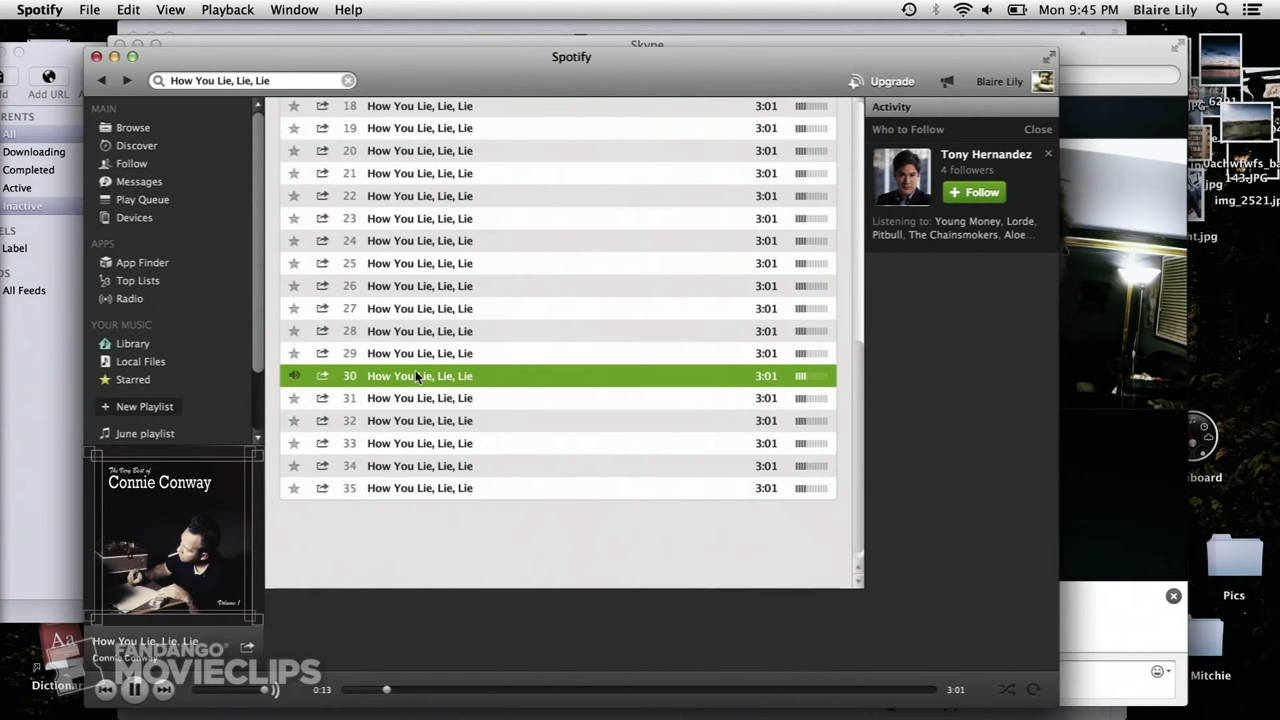 Spotify File Edit View Playback Window Help Mon 9:45 PM Blaire Lily
Skype
Spotify
How You Lie, Lie, Lie
Upgrade
Blaire Lily
Add URL
All
Downloading
Completed
Active
Inactive
Label
All Feeds
MAIN
Browse
Discover
Follow
Messages
Play Queue
Devices
APPS
App Finder
Top Lists
Radio
YOUR MUSIC
Library
Local Files
Starred
+ New Playlist
June playlist
The Very Best of
Connie Conway
Volume 1
How You Lie, Lie, Lie
Connie Conway
18 How You Lie, Lie, Lie 3:01
19 How You Lie, Lie, Lie 3:01
20 How You Lie, Lie, Lie 3:01
21 How You Lie, Lie, Lie 3:01
22 How You Lie, Lie, Lie 3:01
23 How You Lie, Lie, Lie 3:01
24 How You Lie, Lie, Lie 3:01
25 How You Lie, Lie, Lie 3:01
26 How You Lie, Lie, Lie 3:01
27 How You Lie, Lie, Lie 3:01
28 How You Lie, Lie, Lie 3:01
29 How You Lie, Lie, Lie 3:01
30 How You Lie, Lie, Lie 3:01
31 How You Lie, Lie, Lie 3:01
32 How You Lie, Lie, Lie 3:01
33 How You Lie, Lie, Lie 3:01
34 How You Lie, Lie, Lie 3:01
35 How You Lie, Lie, Lie 3:01
Activity
Who to Follow Close
Tony Hernandez
4 followers
+ Follow
Listening to: Young Money, Lorde,
Pitbull, The Chainsmokers, Aloe...
143.JPG
img_2521.jp
Pics
Mitchie
Aa
Dictionar
FANDANGO
MOVIECLIPS
0:13 3:01